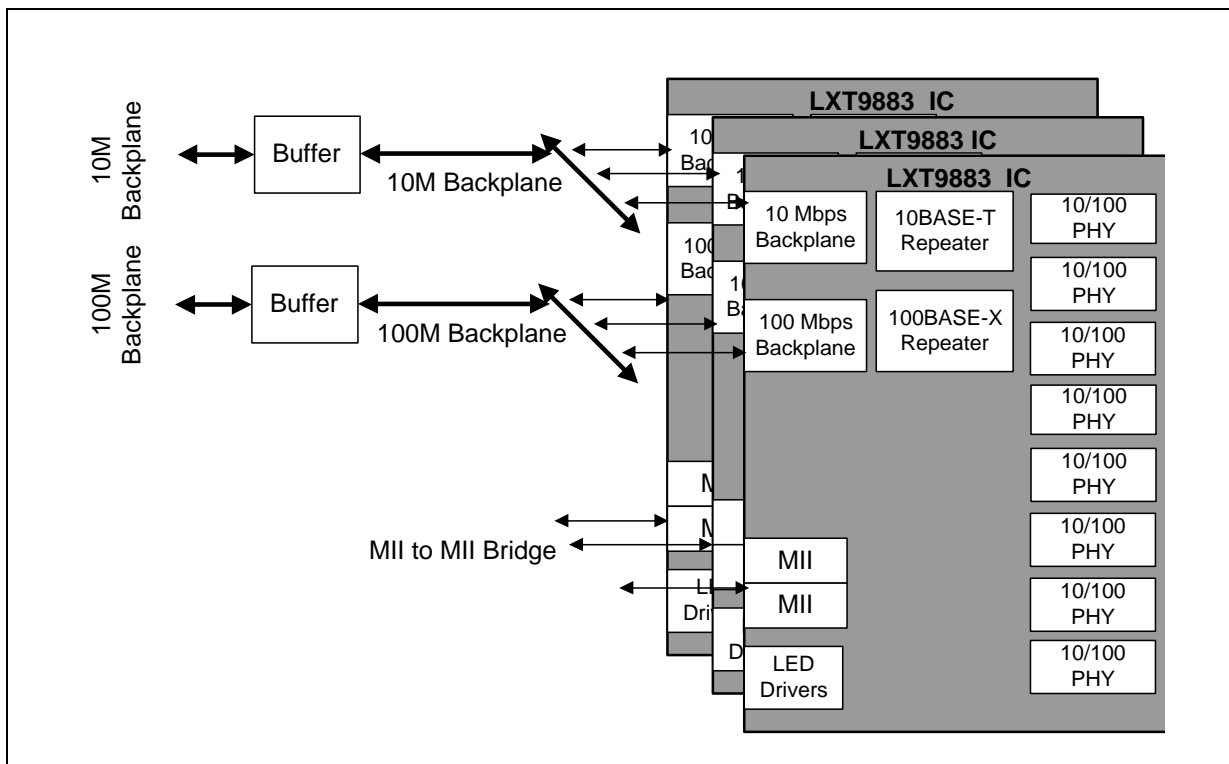 LXT9883 IC
LXT9883 IC
LXT9883 IC
10M
Backplane
Buffer
10M Backplane
100M
Backplane
Buffer
100M Backplane
10 Mbps
Backplane
10BASE-T
Repeater
100 Mbps
Backplane
100BASE-X
Repeater
10/100
PHY
10/100
PHY
10/100
PHY
10/100
PHY
10/100
PHY
10/100
PHY
10/100
PHY
10/100
PHY
MII to MII Bridge
MII
MII
LED
Drivers